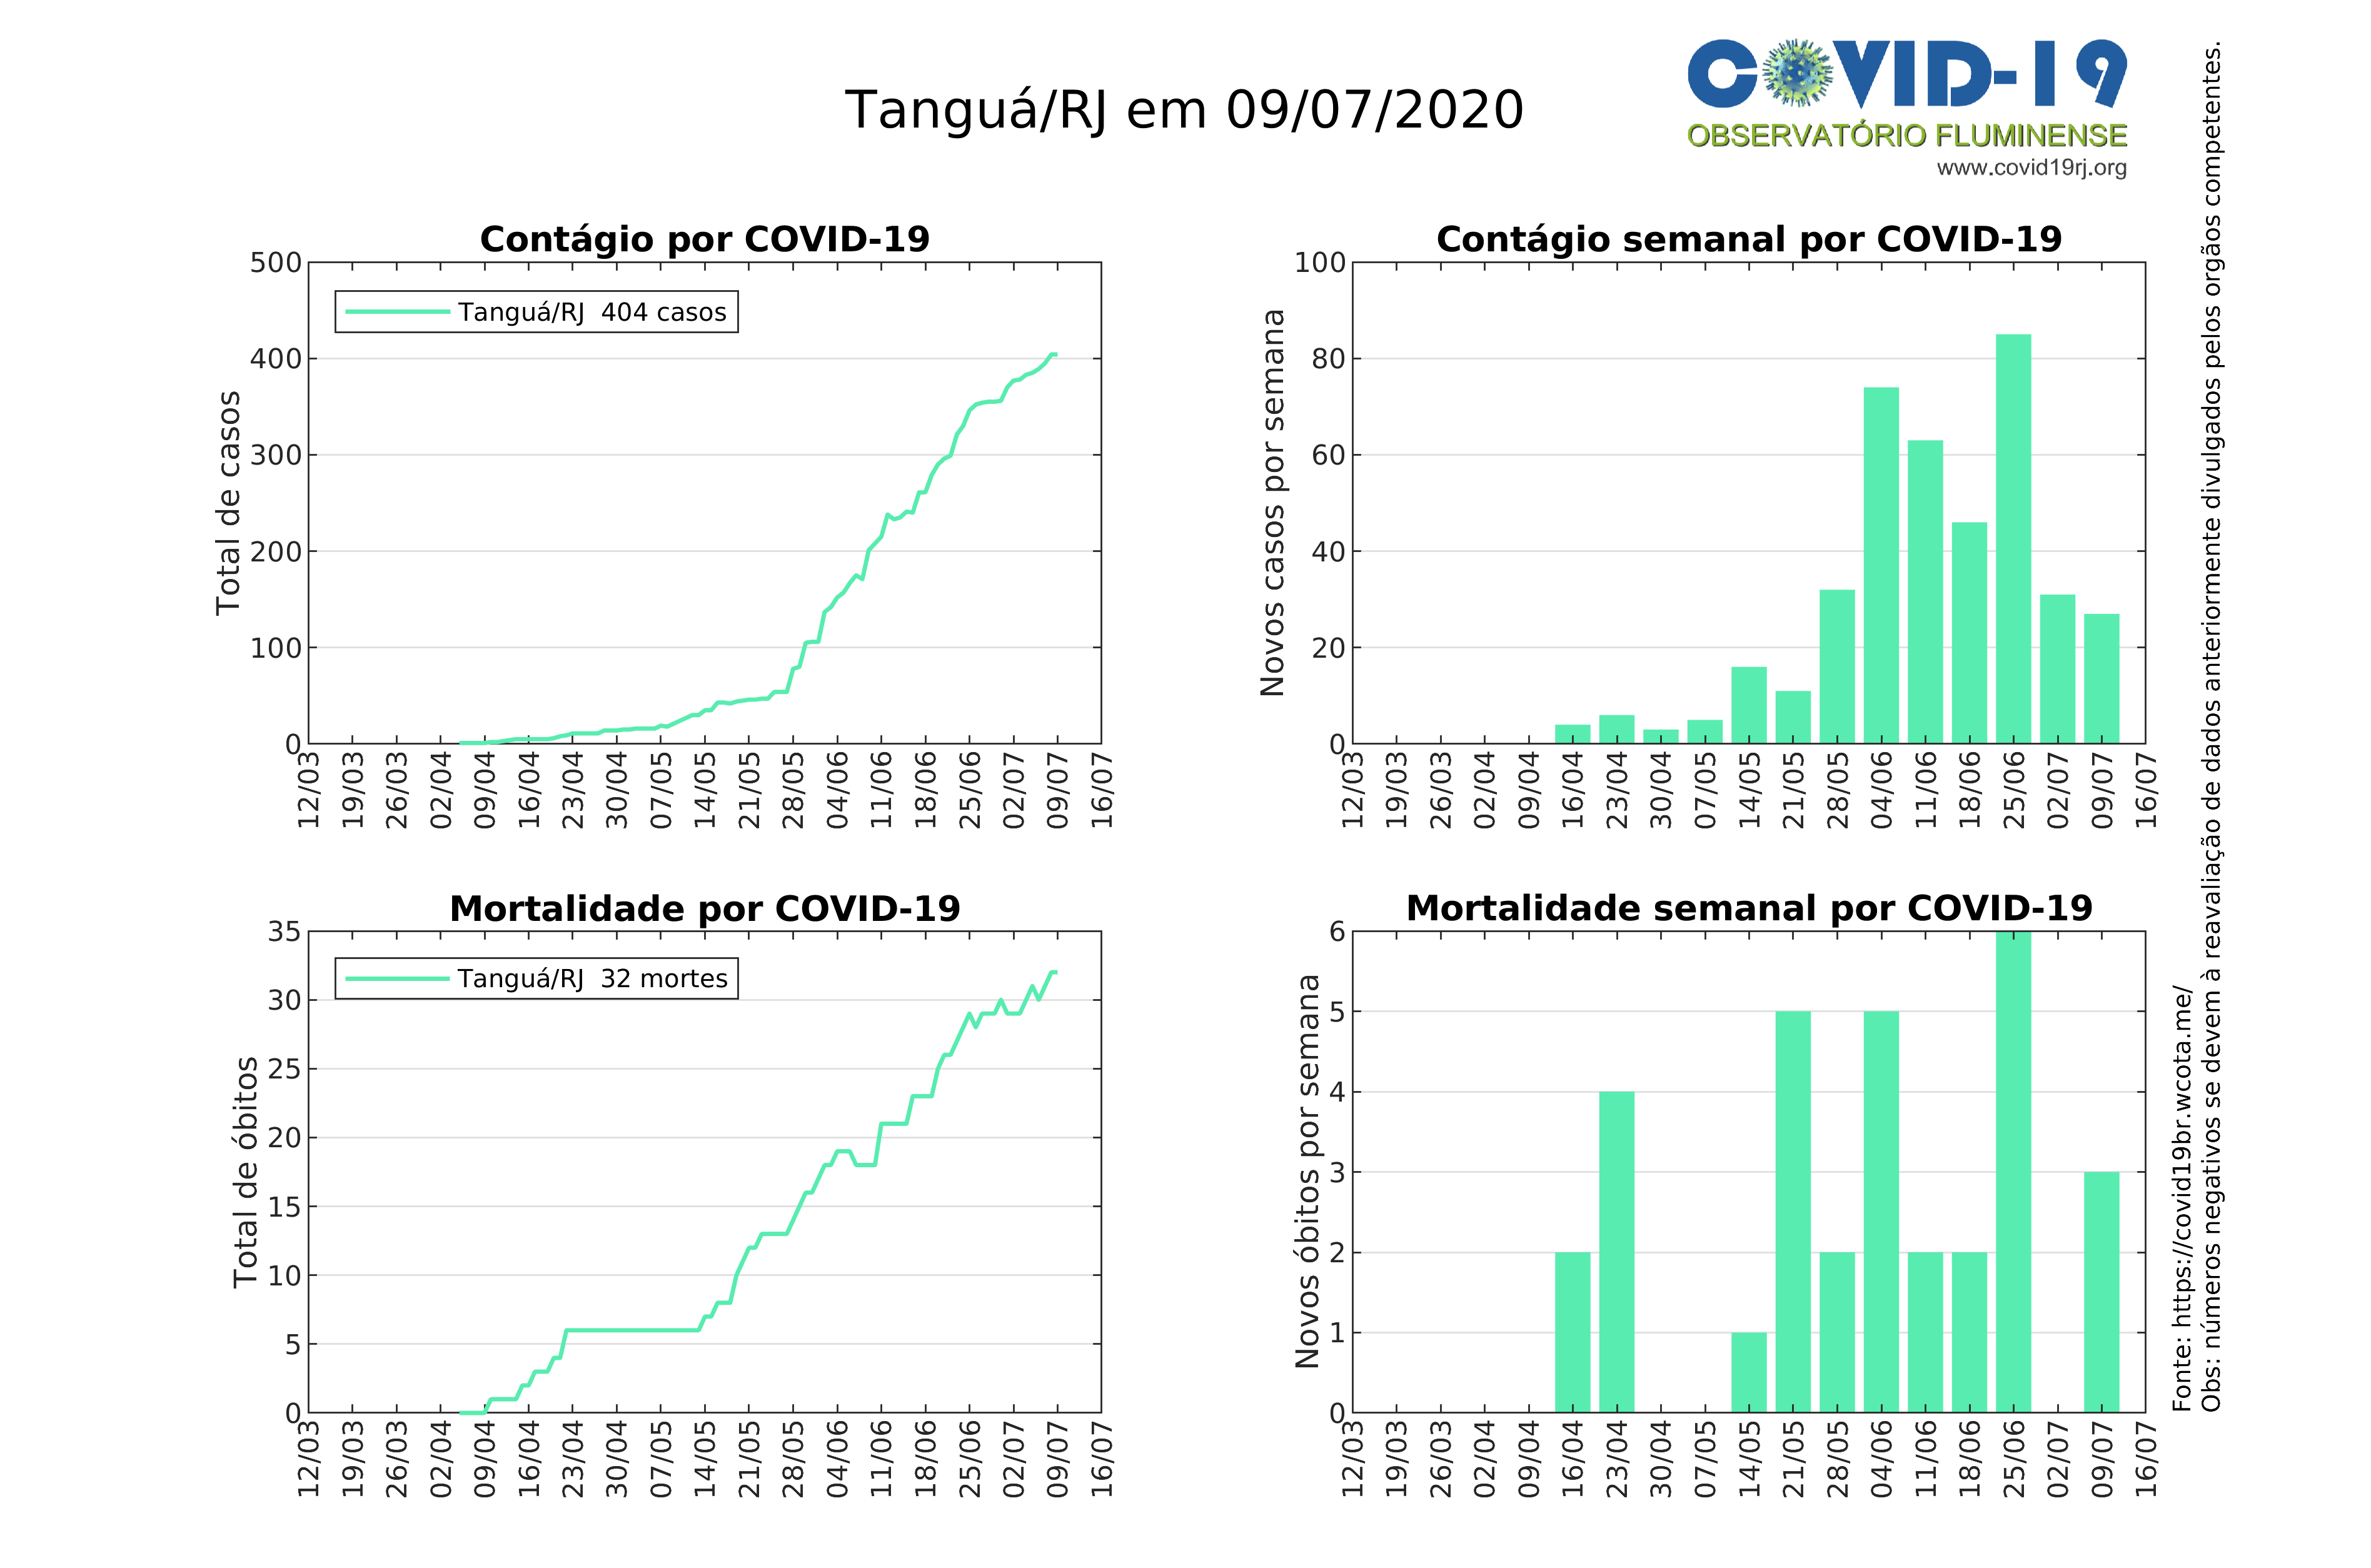 Tanguá/RJ em 09/07/2020
COVID-19
OBSERVATÓRIO FLUMINENSE
www.covid19rj.org
Contágio por COVID-19
Total de casos
500
400
300
200
100
0
Tanguá/RJ 404 casos
12/03 19/03 26/03 02/04 09/04 16/04 23/04 30/04 07/05 14/05 21/05 28/05 04/06 11/06 18/06 25/06 02/07 09/07 16/07
Contágio semanal por COVID-19
Novos casos por semana
100
80
60
40
20
0
12/03 19/03 26/03 02/04 09/04 16/04 23/04 30/04 07/05 14/05 21/05 28/05 04/06 11/06 18/06 25/06 02/07 09/07 16/07
Mortalidade por COVID-19
Total de óbitos
35
30
25
20
15
10
5
0
Tanguá/RJ 32 mortes
12/03 19/03 26/03 02/04 09/04 16/04 23/04 30/04 07/05 14/05 21/05 28/05 04/06 11/06 18/06 25/06 02/07 09/07 16/07
Mortalidade semanal por COVID-19
Novos óbitos por semana
6
5
4
3
2
1
0
12/03 19/03 26/03 02/04 09/04 16/04 23/04 30/04 07/05 14/05 21/05 28/05 04/06 11/06 18/06 25/06 02/07 09/07 16/07
Fonte: https://covid19br.wcota.me/
Obs: números negativos se devem à reavaliação de dados anteriormente divulgados pelos orgãos competentes.